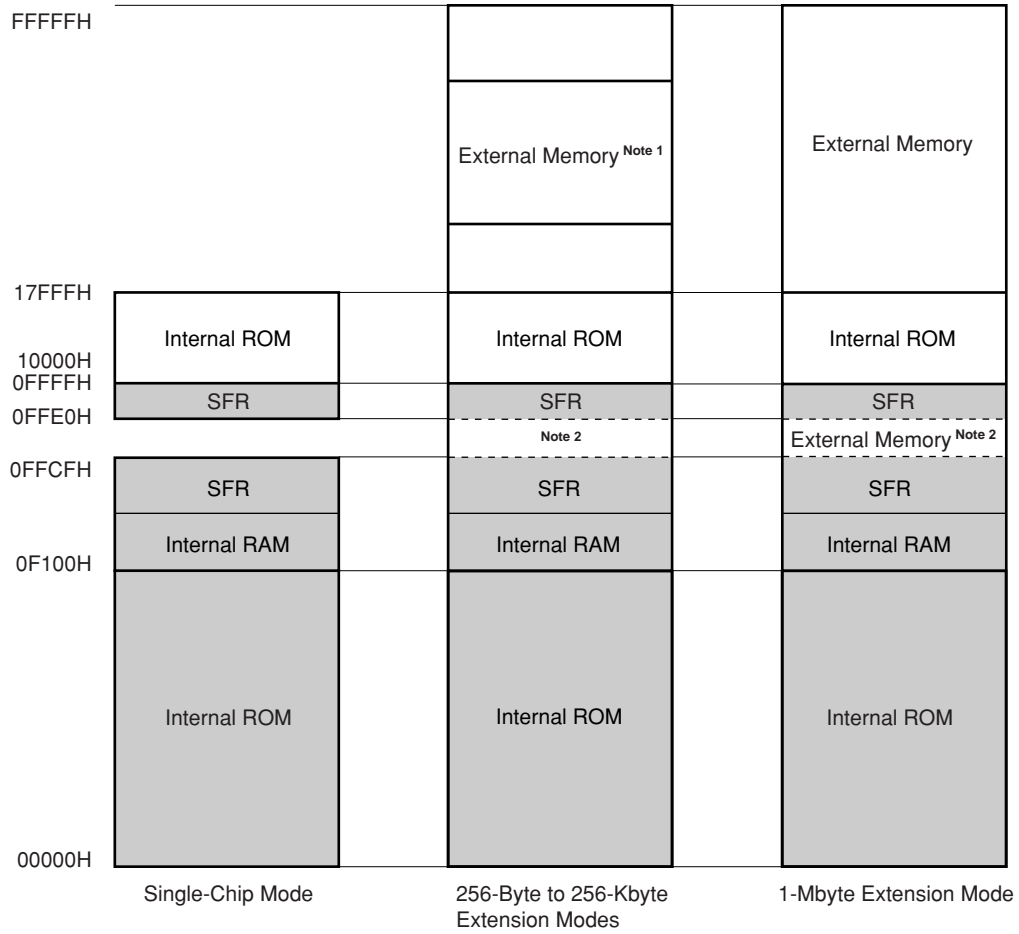 FFFFFH
External Memory Note 1
External Memory
17FFFH
Internal ROM
Internal ROM
Internal ROM
10000H
0FFFFH
SFR
SFR
SFR
0FFE0H
Note 2
External Memory Note 2
0FFCFH
SFR
SFR
SFR
Internal RAM
Internal RAM
Internal RAM
0F100H
Internal ROM
Internal ROM
Internal ROM
00000H
Single-Chip Mode
256-Byte to 256-Kbyte
Extension Modes
1-Mbyte Extension Mode